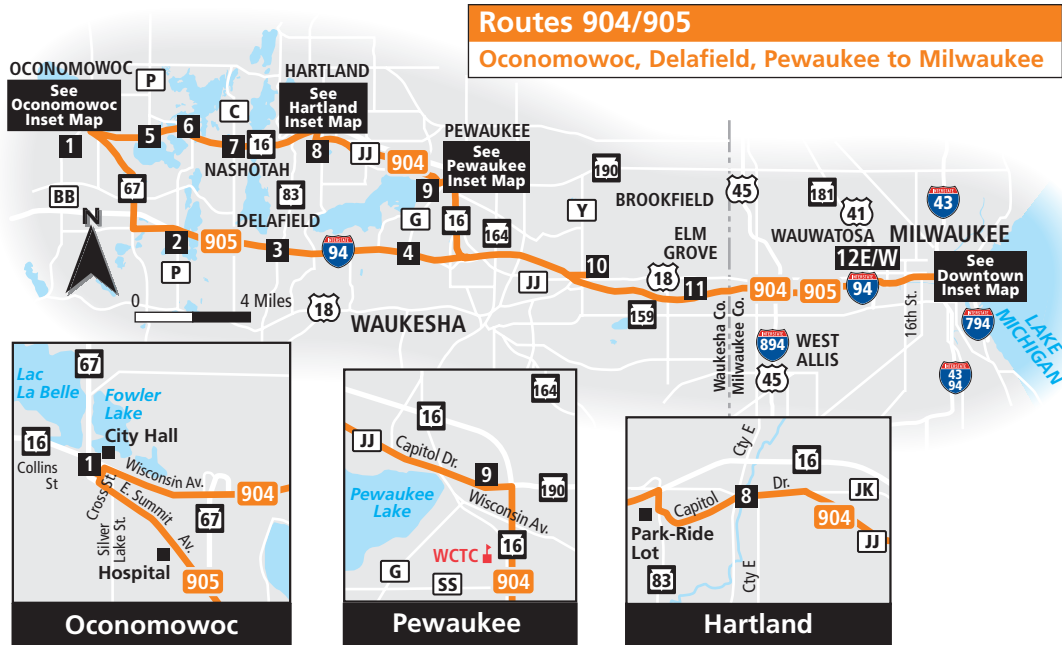 Routes 904/905
Oconomowoc, Delafield, Pewaukee to Milwaukee
OCONOMOWOC
See
Oconomowoc
Inset Map
P
C
HARTLAND
See
Hartland
Inset Map
PEWAUKEE
See
Pewaukee
Inset Map
1
5
6
7
16
NASHOTAH
8
JJ
904
9
190
BROOKFIELD
45
181
41
43
67
BB
83
DELAFIELD
G
16
164
Y
ELM
GROVE
WAUWATOSA
MILWAUKEE
12E/W
See
Downtown
Inset Map
N
2
905
3
94
4
P
JJ
10
18
11
904
905
94
0
4 Miles
18
WAUKESHA
159
Waukesha Co.
Milwaukee Co.
894
WEST
ALLIS
45
16th St.
794
43
94
LAKE
MICHIGAN
67
Lac
La Belle
Fowler
Lake
16
City Hall
Collins
St
1
Wisconsin Av.
904
Cross St.
E. Summit
Av.
67
Silver
Lake St.
Hospital
905
Oconomowoc
164
16
JJ
Capitol Dr.
9
190
Pewaukee
Lake
Wisconsin Av.
WCTC
16
G
SS
904
Pewaukee
Cty E
16
8
Dr.
JK
Capitol
904
Park-Ride
Lot
JJ
83
Cty E
Hartland